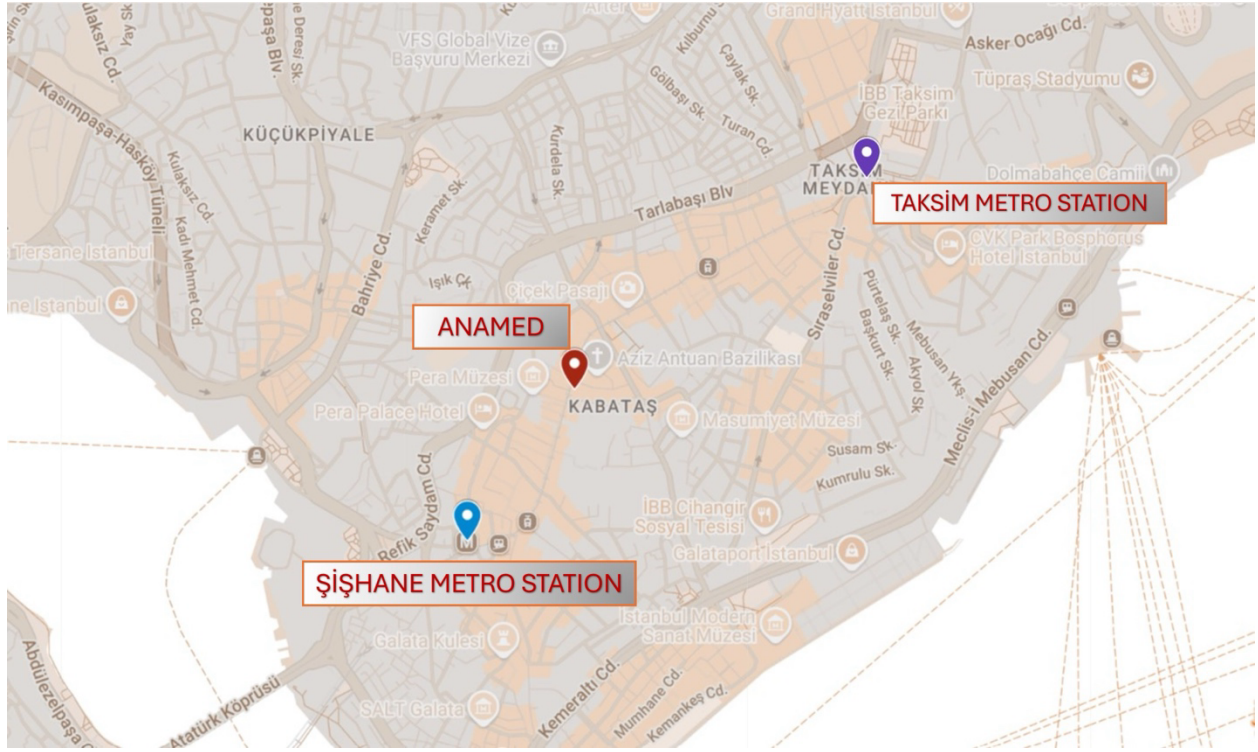 Arter
Grand Hyatt Istanbul
VFS Global Vize
Başvuru Merkezi
Kılburnu Sk.
Çaylak Sk.
Asker Ocağı Cd.
Tüpraş Stadyumu
Kulaksız Cd.
Kasımpaşa-Hasköy Tüneli
KÜÇÜKPİYALE
Gölbaşı Sk.
Turan Cd.
İBB Taksim
Gezi Parkı
Kulaksız Cd.
Kadı Mehmet Cd.
Kurdela Sk.
Keramet Sk.
Tarlabaşı Blv
TAKSİM
Dolmabahçe Camii
TAKSİM METRO STATION
Tersane İstanbul
Bahriye Cd.
CVK Park Bosphorus
Hotel Istanbul
Işık Çk
Çiçek Pasajı
Sıraselviler Cd.
Pürtelaş Sk.
Başkurt Sk.
Mebusan Ykş.
Akyol Sk
ANAMED
Aziz Antuan Bazilikası
Pera Müzesi
KABATAŞ
Pera Palace Hotel
Masumiyet Müzesi
Meclis-i Mebusan Cd.
Susam Sk.
Kumrulu Sk.
Refik Saydam Cd.
İBB Cihangir
Sosyal Tesisi
Galataport İstanbul
M
ŞİŞHANE METRO STATION
İstanbul Modern
Sanat Müzesi
Galata Kulesi
Kemeraltı Cd.
Mumhane Cd.
Kemankeş Cd.
SALT Galata
Atatürk Köprüsü
Abdülezelpaşa